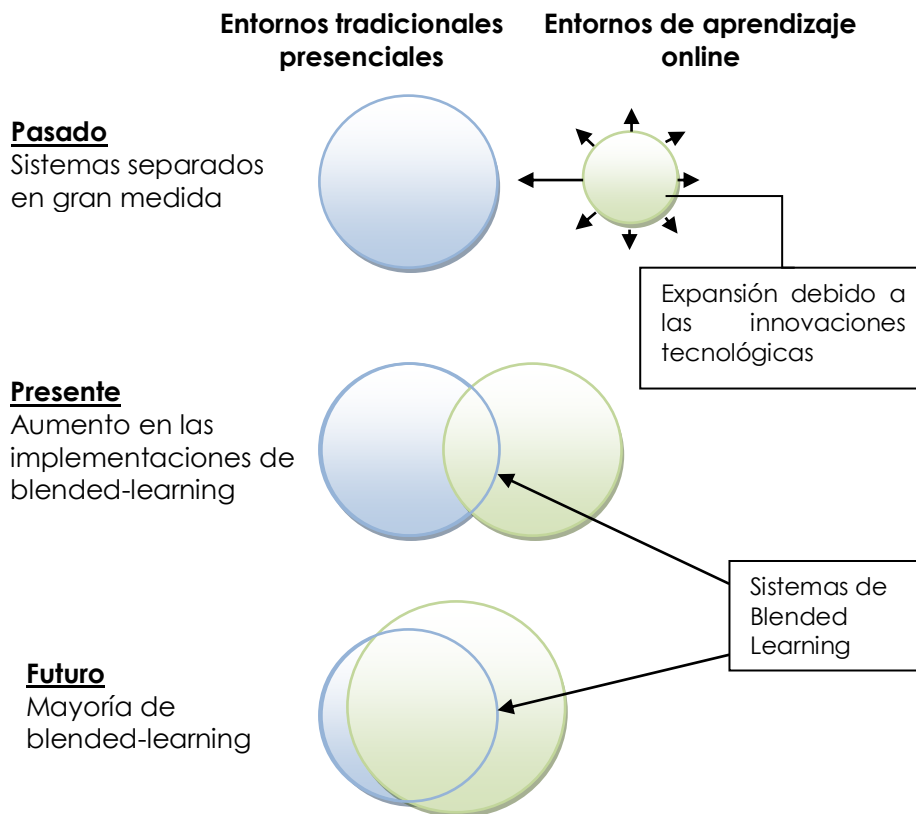 Entornos tradicionales
presenciales
Entornos de aprendizaje
online
Pasado
Sistemas separados
en gran medida
Expansión debido a
las innovaciones
tecnológicas
Presente
Aumento en las
implementaciones de
blended-learning
Sistemas de
Blended
Learning
Futuro
Mayoría de
blended-learning